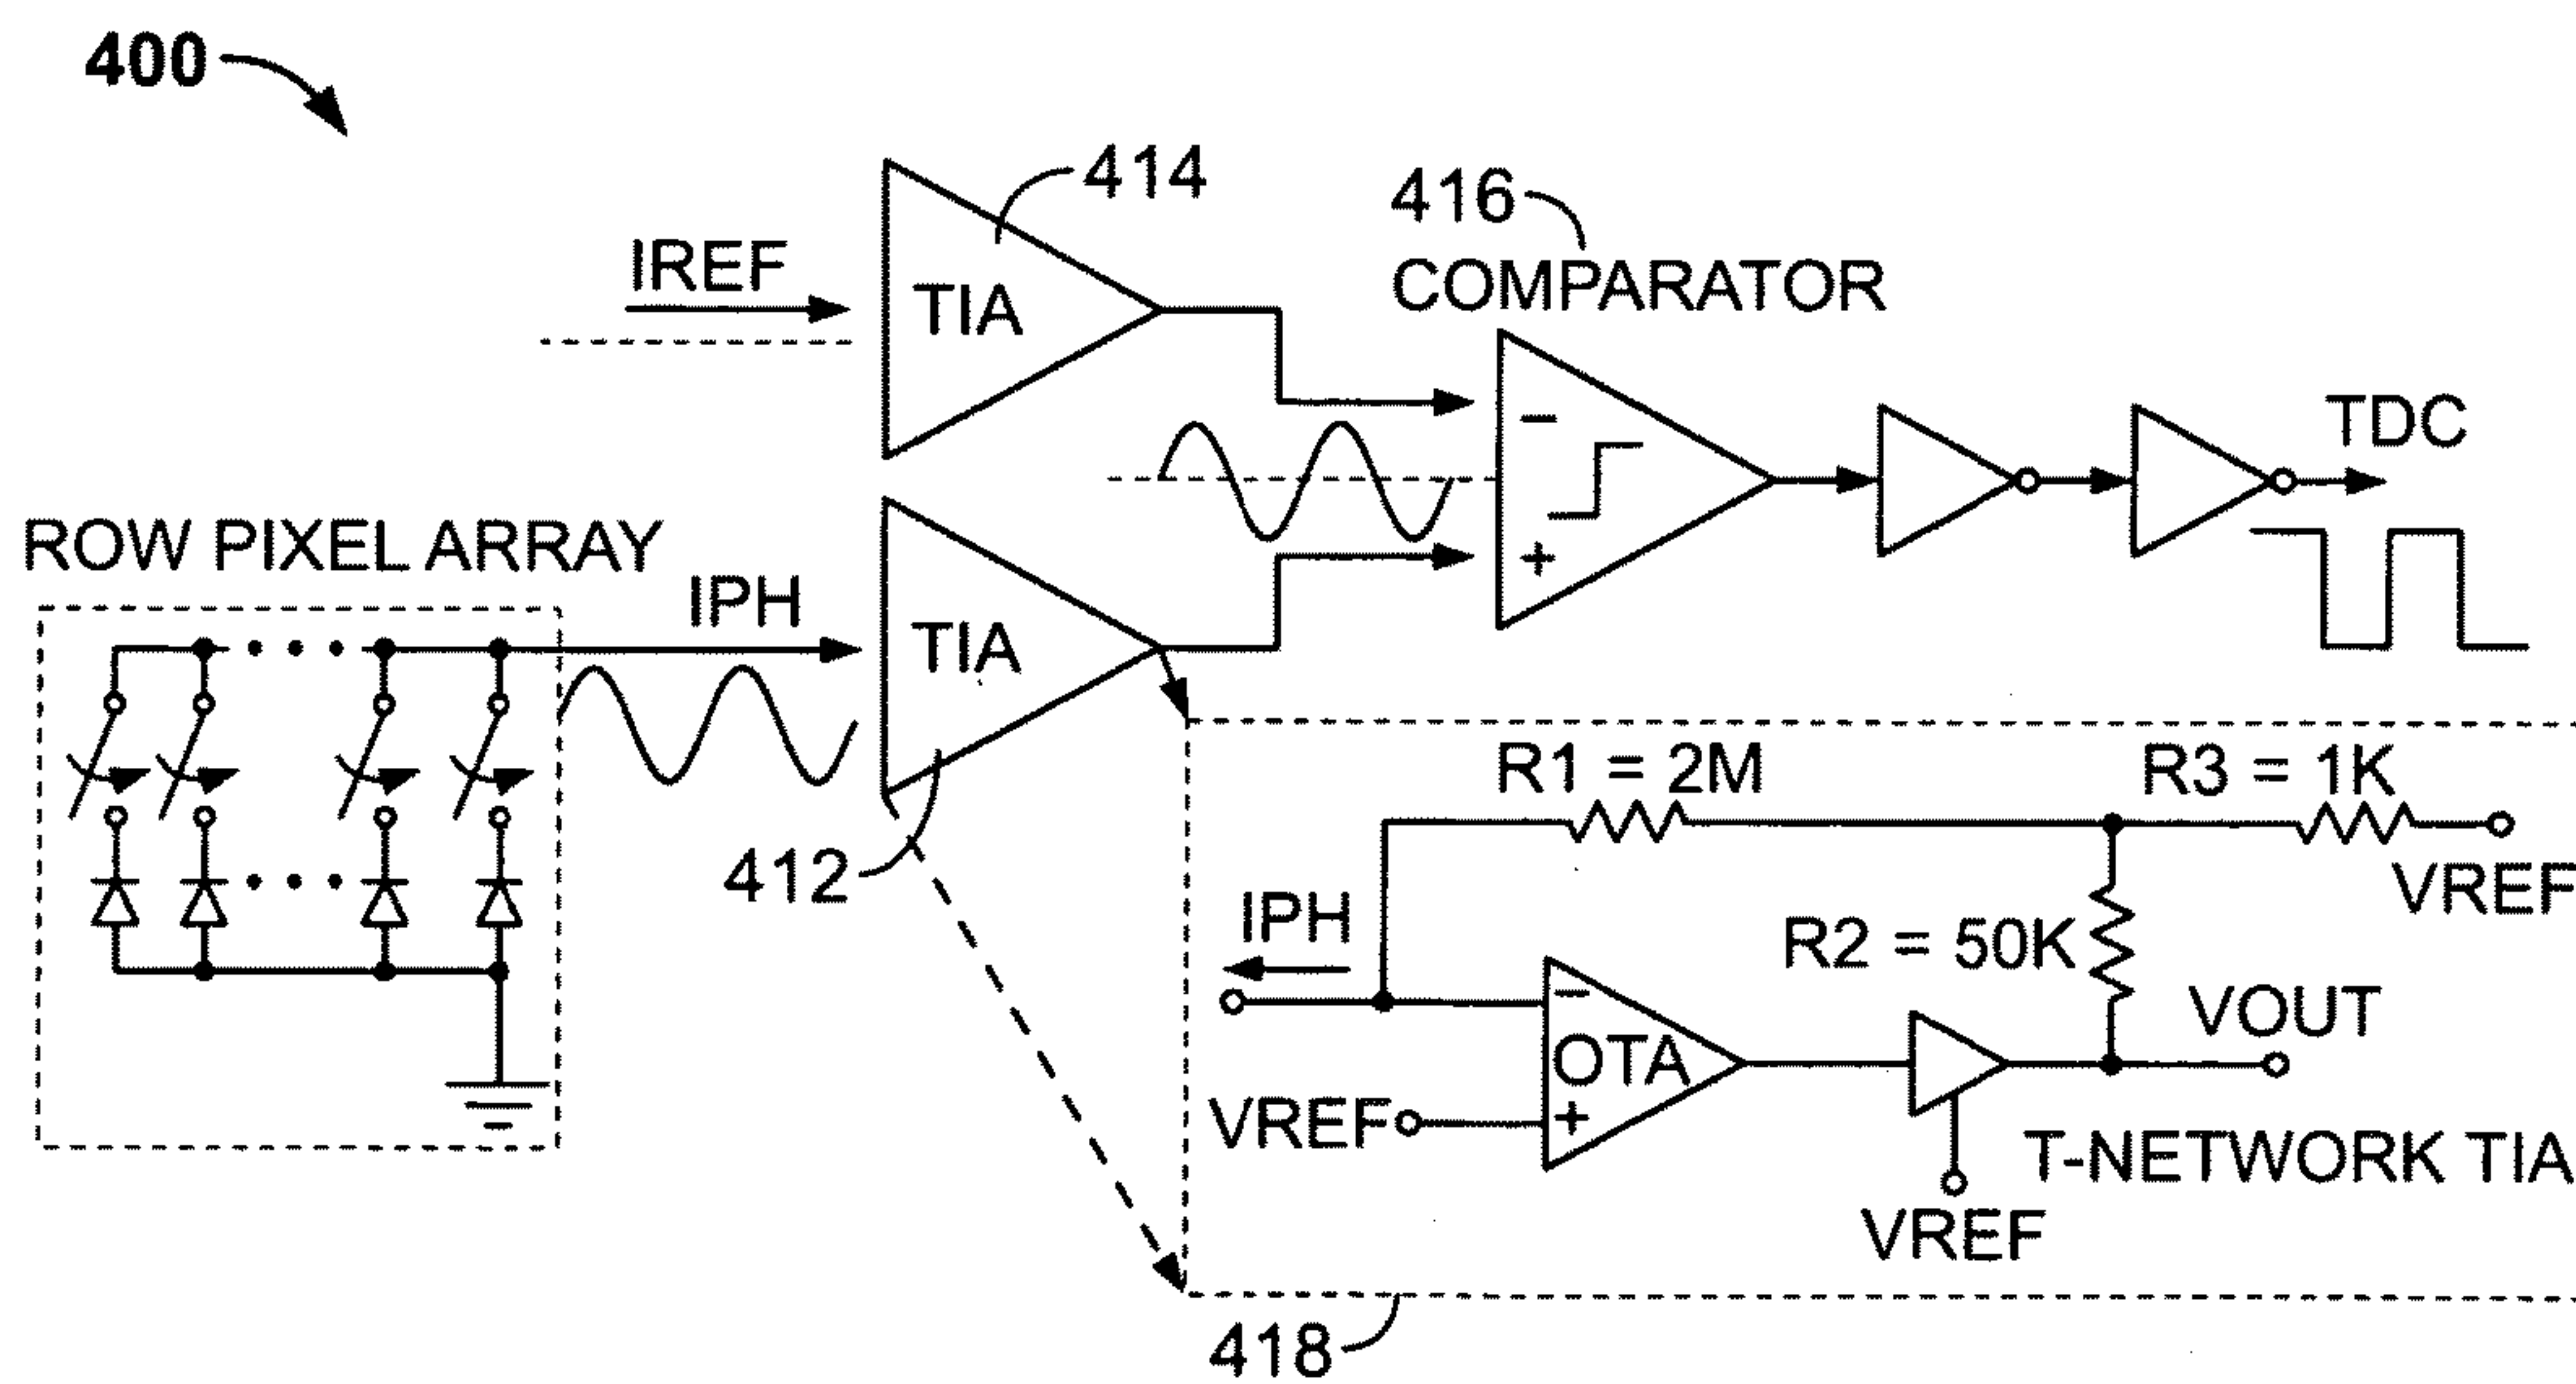 400
414
416
IREF
TIA
COMPARATOR
−
+
TDC
ROW PIXEL ARRAY
IPH
TIA
412
R1 = 2M
R3 = 1K
VREF
IPH
R2 = 50K
−
OTA
+
VOUT
VREF
T-NETWORK TIA
VREF
418